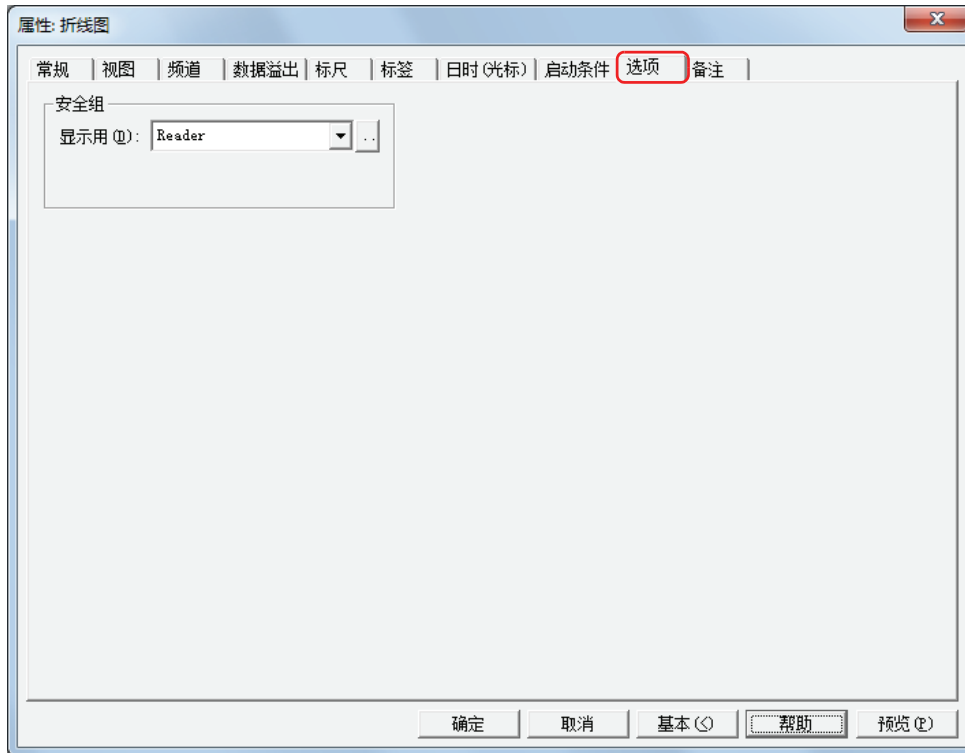 属性: 折线图
常规 视图 频道 数据溢出 标尺 标签 日时(光标) 启动条件 选项 备注
安全组
显示用(D): Reader ..
确定 取消 基本(<) 帮助 预览(P)